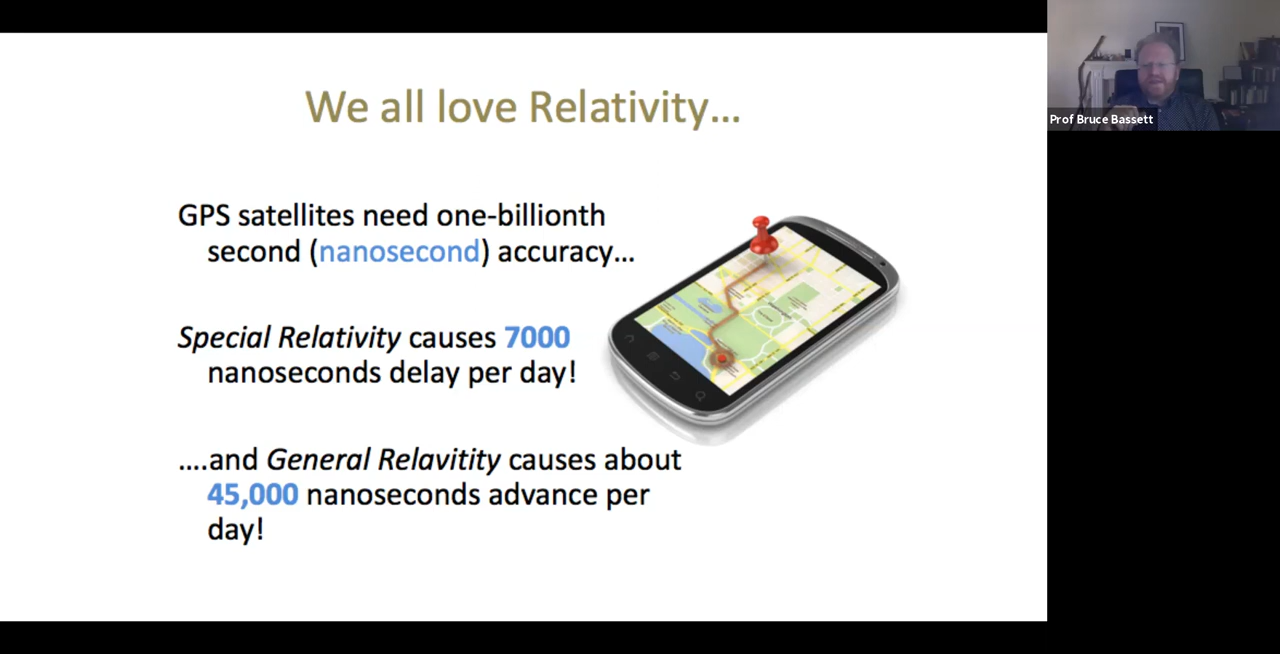 We all love Relativity…
GPS satellites need one-billionth
second (nanosecond) accuracy…
Special Relativity causes 7000
nanoseconds delay per day!
….and General Relavitity causes about
45,000 nanoseconds advance per
day!
Prof Bruce Bassett